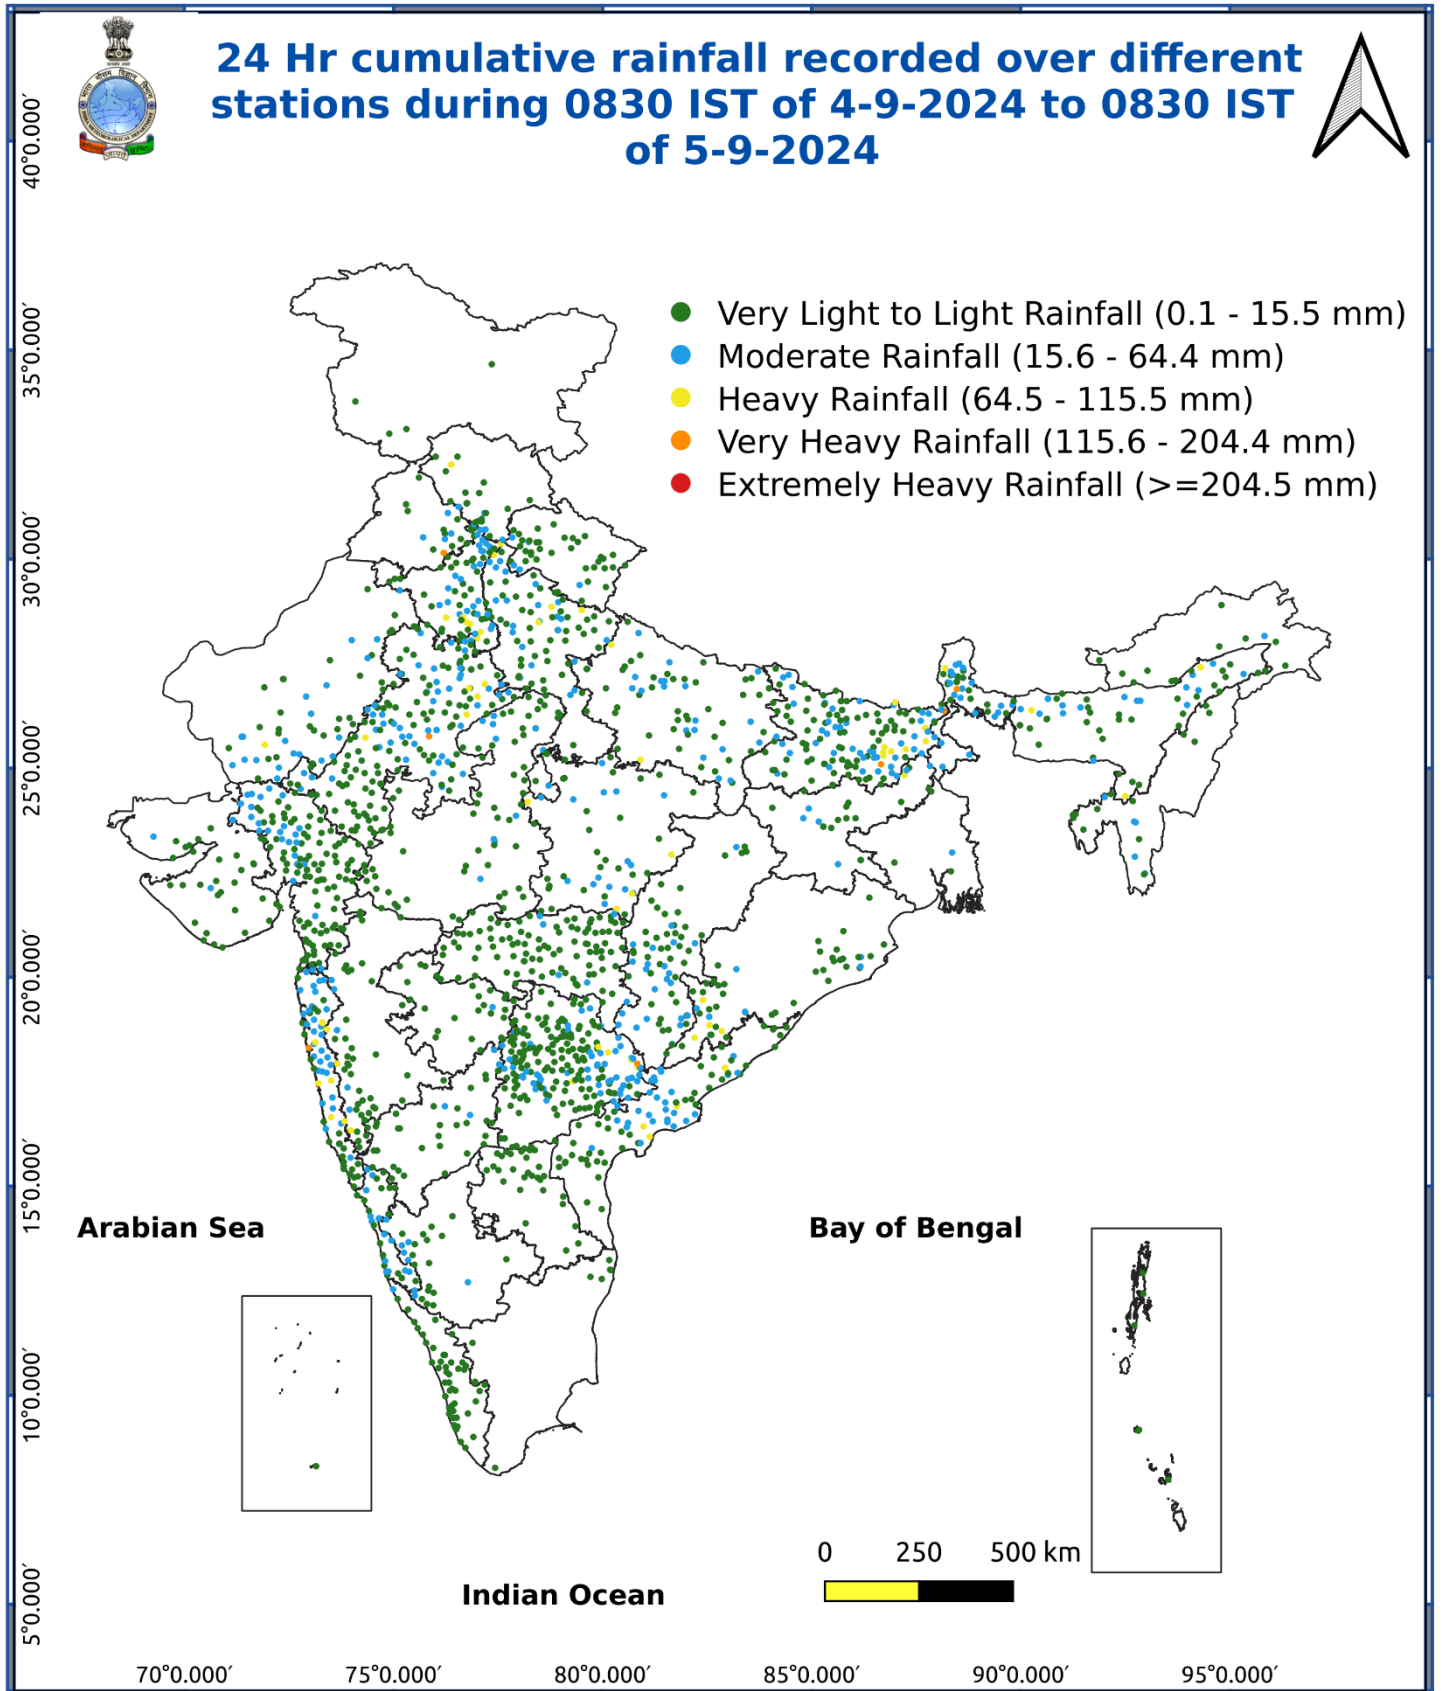 24 Hr cumulative rainfall recorded over different
stations during 0830 IST of 4-9-2024 to 0830 IST
of 5-9-2024
भारत मौसम विज्ञान विभाग
INDIA METEOROLOGICAL DEPARTMENT
Very Light to Light Rainfall (0.1 - 15.5 mm)
Moderate Rainfall (15.6 - 64.4 mm)
Heavy Rainfall (64.5 - 115.5 mm)
Very Heavy Rainfall (115.6 - 204.4 mm)
Extremely Heavy Rainfall (>=204.5 mm)
40°0.000′
35°0.000′
30°0.000′
25°0.000′
20°0.000′
15°0.000′
10°0.000′
5°0.000′
Arabian Sea
Bay of Bengal
Indian Ocean
0 250 500 km
70°0.000′ 75°0.000′ 80°0.000′ 85°0.000′ 90°0.000′ 95°0.000′